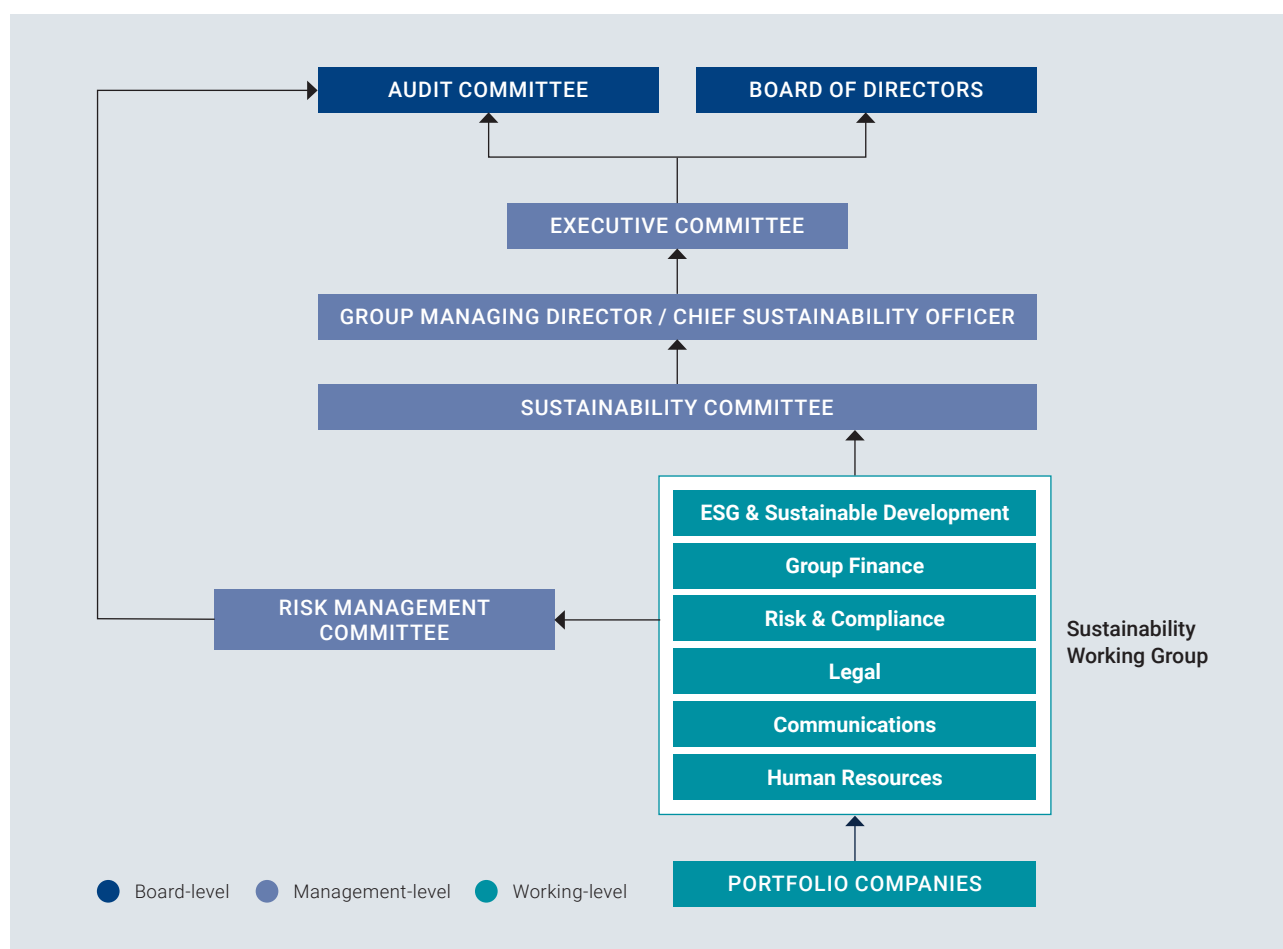 AUDIT COMMITTEE
BOARD OF DIRECTORS
EXECUTIVE COMMITTEE
GROUP MANAGING DIRECTOR / CHIEF SUSTAINABILITY OFFICER
SUSTAINABILITY COMMITTEE
ESG & Sustainable Development
Group Finance
Risk & Compliance
Legal
Communications
Human Resources
RISK MANAGEMENT
COMMITTEE
Sustainability
Working Group
PORTFOLIO COMPANIES
Board-level
Management-level
Working-level